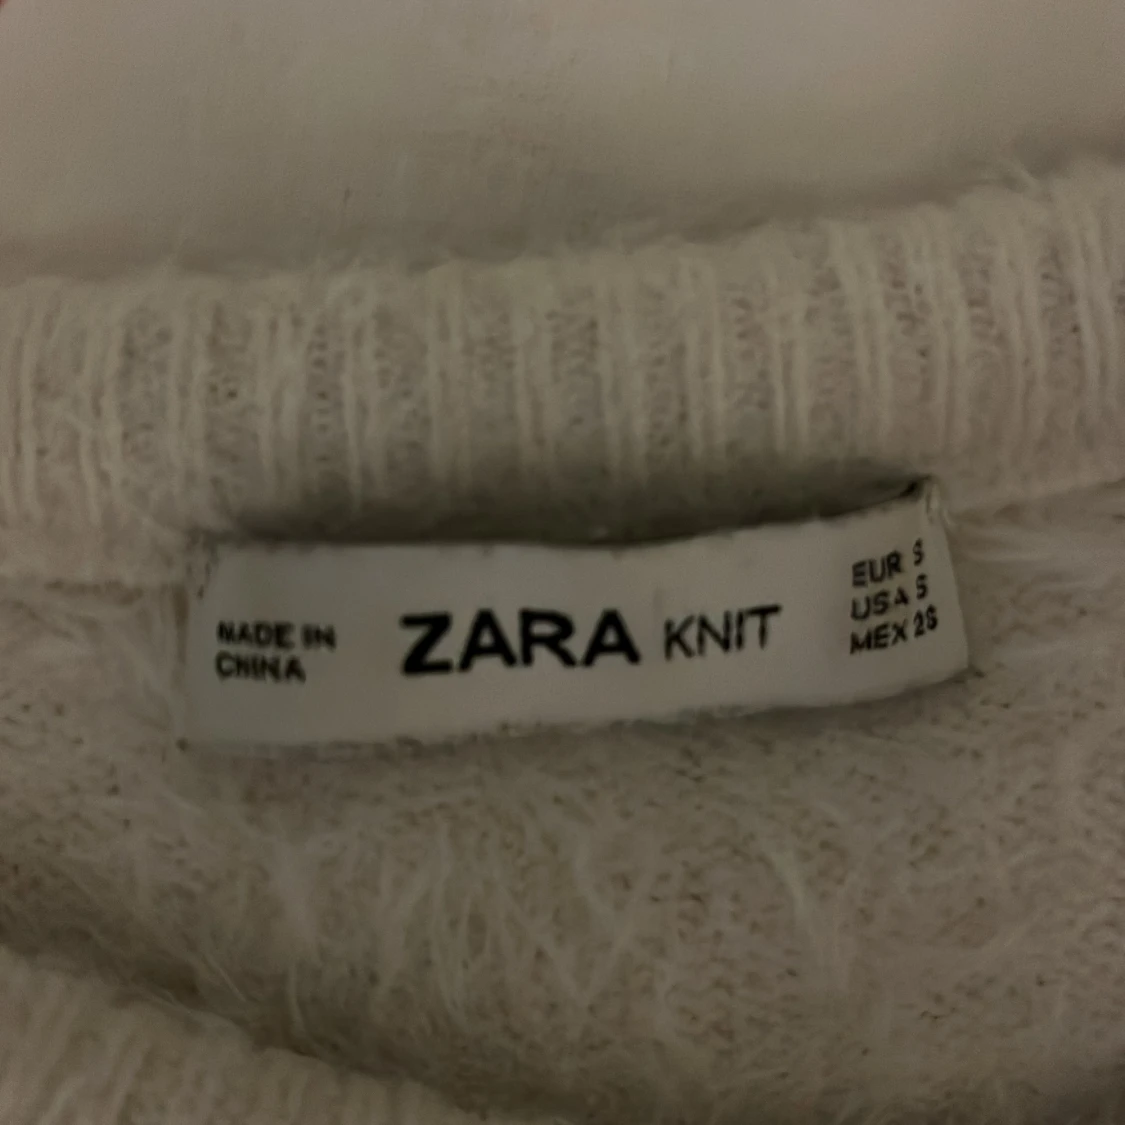 MADE IN
CHINA
ZARA KNIT
EUR S
USA S
MEX 26